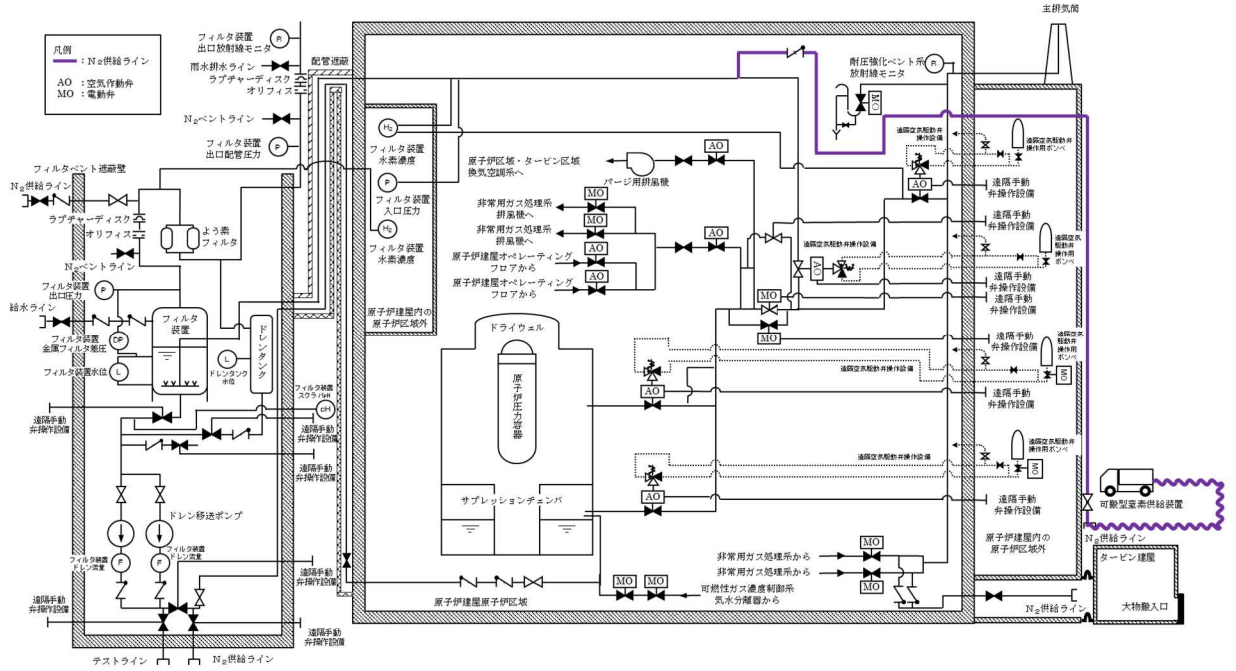 主排気筒
凡例
：N₂供給ライン
AO ：空気作動弁
MO ：電動弁
フィルタ装置
出口放射線モニタ
R
雨水排水ライン
ラプチャーディスク
オリフィス
配管遮蔽
N₂ベントライン
フィルタ装置
出口配管圧力
P
フィルタベント遮蔽壁
N₂供給ライン
ラプチャーディスク
オリフィス
よう素
フィルタ
N₂ベントライン
フィルタ装置
出口圧力
P
給水ライン
フィルタ
装置
DP
フィルタ装置
金属フィルタ差圧
フィルタ装置水位
L
ドレンタンク
L
ドレンタンク
水位
フィルタ装置
スクラバpH
pH
遠隔手動
弁操作設備
遠隔手動
弁操作設備
遠隔手動
弁操作設備
ドレン移送ポンプ
フィルタ装置
ドレン流量
F
F
フィルタ装置
ドレン流量
遠隔手動
弁操作設備
遠隔手動
弁操作設備
遠隔手動
弁操作設備
テストライン
N₂供給ライン
H₂
フィルタ装置
水素濃度
P
フィルタ装置
入口圧力
H₂
フィルタ装置
水素濃度
原子炉建屋内の
原子炉区域外
耐圧強化ベント系
放射線モニタ
R
MO
原子炉区域・タービン区域
換気空調系へ
パージ用排風機
AO
非常用ガス処理系
排風機へ
MO
非常用ガス処理系
排風機へ
MO
原子炉建屋オペレーティング
フロアから
AO
原子炉建屋オペレーティング
フロアから
AO
AO
遠隔空気駆動弁
操作設備
遠隔空気駆動弁
操作用ボンベ
AO
遠隔手動
弁操作設備
遠隔手動
弁操作設備
遠隔空気駆動弁操作設備
遠隔空気
駆動弁
操作用
ボンベ
AO
遠隔手動
弁操作設備
MO
遠隔手動
弁操作設備
MO
遠隔手動
弁操作設備
遠隔空気
駆動弁
操作用
ボンベ
遠隔空気駆動弁操作設備
MO
AO
遠隔手動
弁操作設備
ドライウェル
原子炉圧力容器
サプレッションチェンバ
遠隔空気駆動弁
操作用ボンベ
遠隔空気駆動弁操作設備
MO
AO
遠隔手動
弁操作設備
可搬型窒素供給装置
原子炉建屋内の
原子炉区域外
N₂供給ライン
タービン建屋
大物搬入口
非常用ガス処理系から
MO
非常用ガス処理系から
MO
MO
MO
可燃性ガス濃度制御系
気水分離器から
N₂供給ライン
原子炉建屋原子炉区域